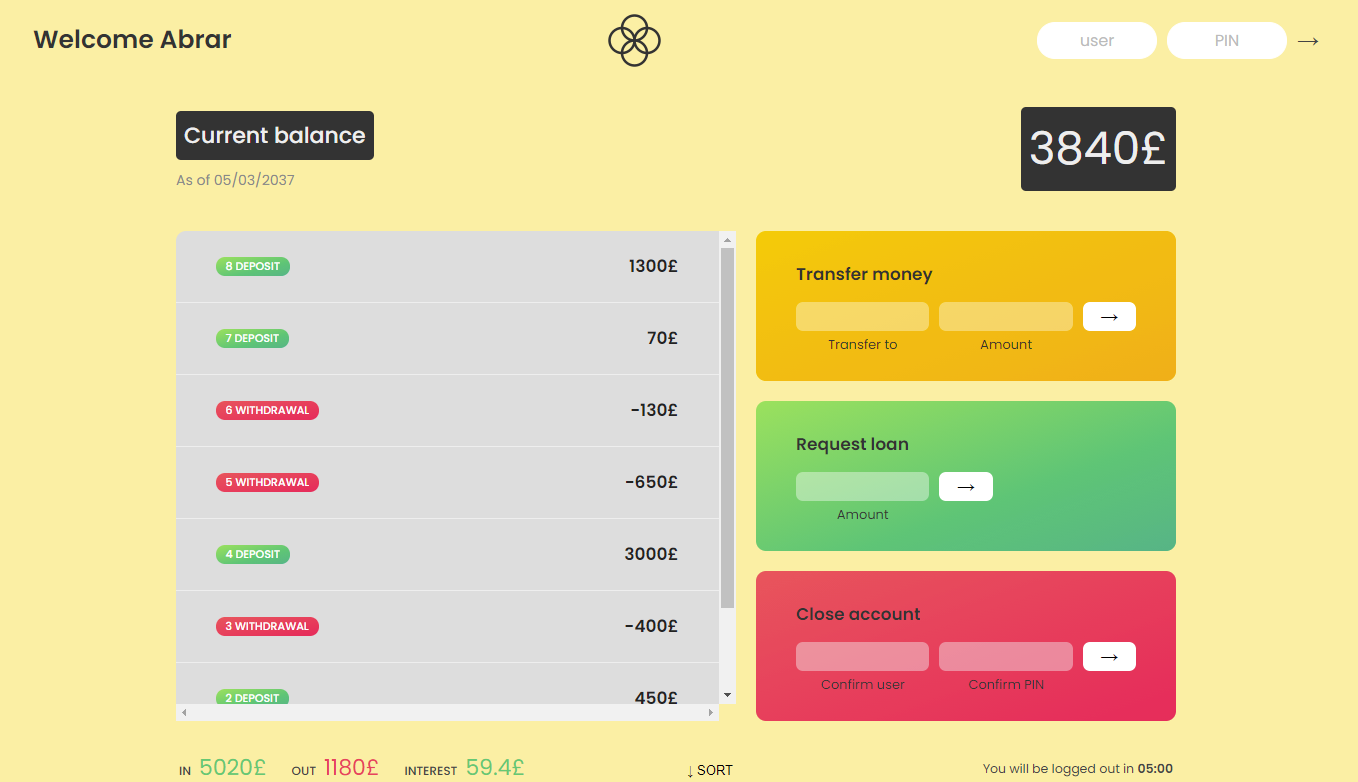 Welcome Abrar
user
PIN
→
Current balance
3840£
As of 05/03/2037
8 DEPOSIT 1300£
7 DEPOSIT 70£
6 WITHDRAWAL -130£
5 WITHDRAWAL -650£
4 DEPOSIT 3000£
3 WITHDRAWAL -400£
2 DEPOSIT 450£
Transfer money
→
Transfer to Amount
Request loan
→
Amount
Close account
→
Confirm user Confirm PIN
IN 5020£ OUT 1180£ INTEREST 59.4£ ↓ SORT
You will be logged out in 05:00